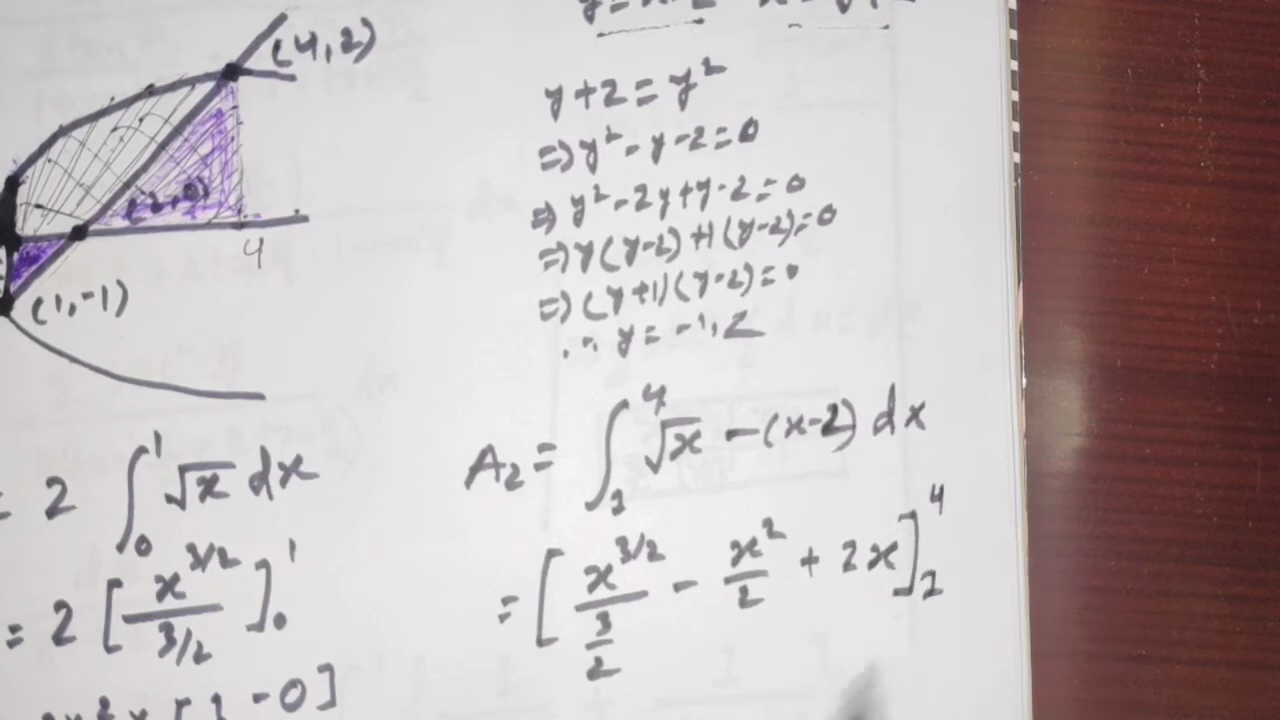 (4,2)
4
(1,-1)
y+2=y²
=) y²-y-2=0
=) y²-2y+y-2=0
=) y(y-2)+1(y-2)=0
=) (y+1)(y-2)=0
∴ y=-1,2
= 2 ∫₀¹ √x dx
= 2 [x^{3/2}/3/2]₀¹
A₂ = ∫₂⁴ √x -(x-2) dx
= [x^{3/2}/(3/2) - x²/2 + 2x]₂⁴